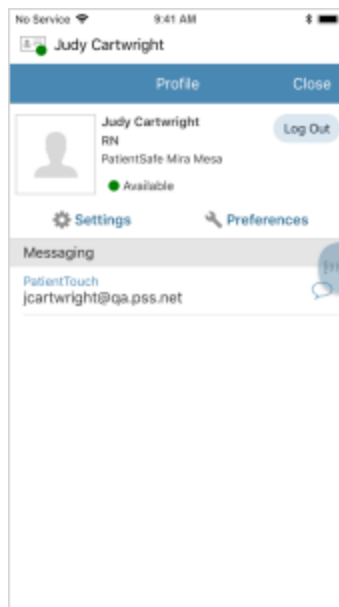 No Service 9:41 AM
Judy Cartwright
Profile Close
Judy Cartwright
RN
PatientSafe Mira Mesa
Available
Log Out
Settings Preferences
Messaging
PatientTouch
jcartwright@qa.pss.net